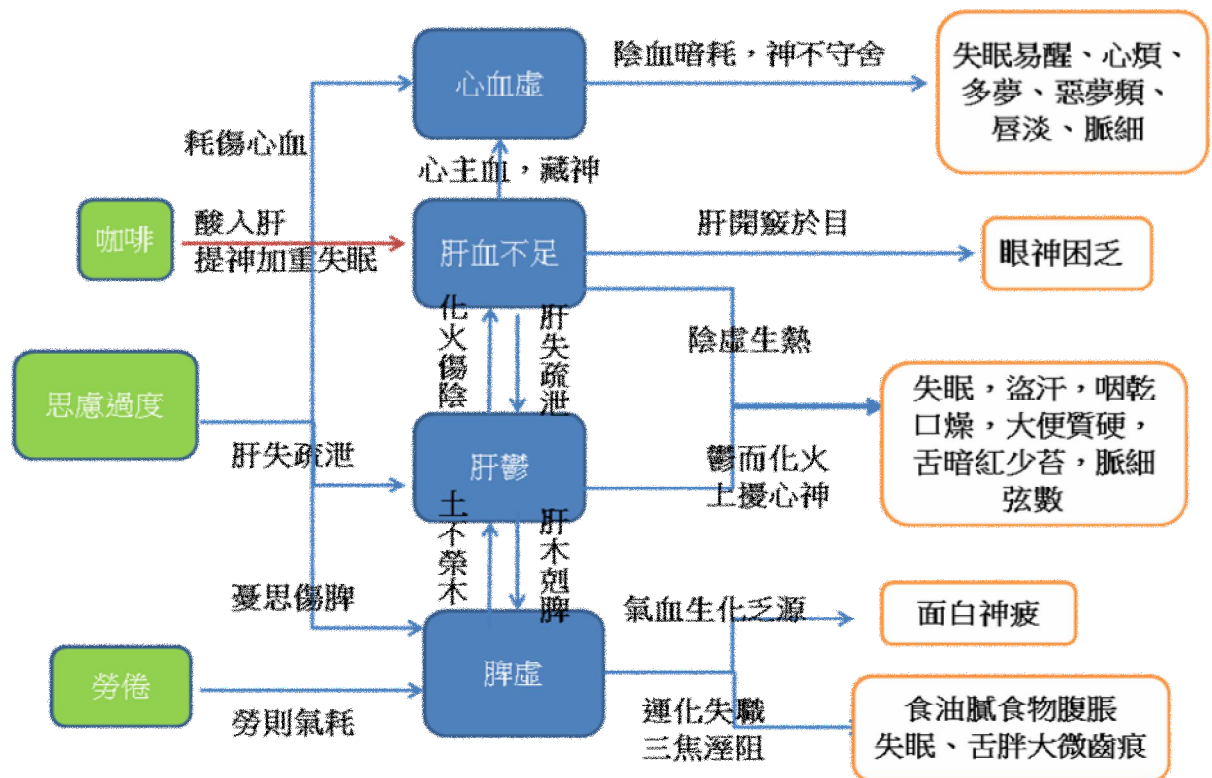 心血虛
陰血暗耗，神不守舍
失眠易醒、心煩、
多夢、惡夢頻、
唇淡、脈細
耗傷心血
心主血，藏神
咖啡
酸入肝
提神加重失眠
肝血不足
肝開竅於目
眼神困乏
化火傷陰
肝失疏泄
陰虛生熱
思慮過度
肝失疏泄
肝鬱
鬱而化火
上擾心神
失眠，盜汗，咽乾
口燥，大便質硬，
舌暗紅少苔，脈細
弦數
土不榮木
肝木剋脾
憂思傷脾
勞倦
勞則氣耗
脾虛
氣血生化乏源
面白神疲
運化失職
三焦溼阻
食油膩食物腹脹
失眠、舌胖大微齒痕